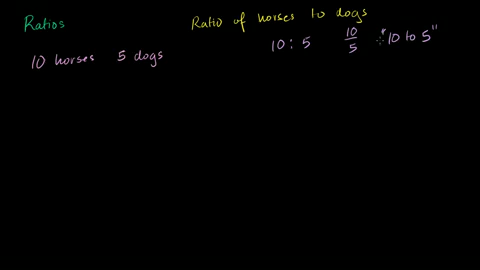 Ratios
Ratio of horses to dogs
10 horses 5 dogs
10 : 5 10/5 "10 to 5"